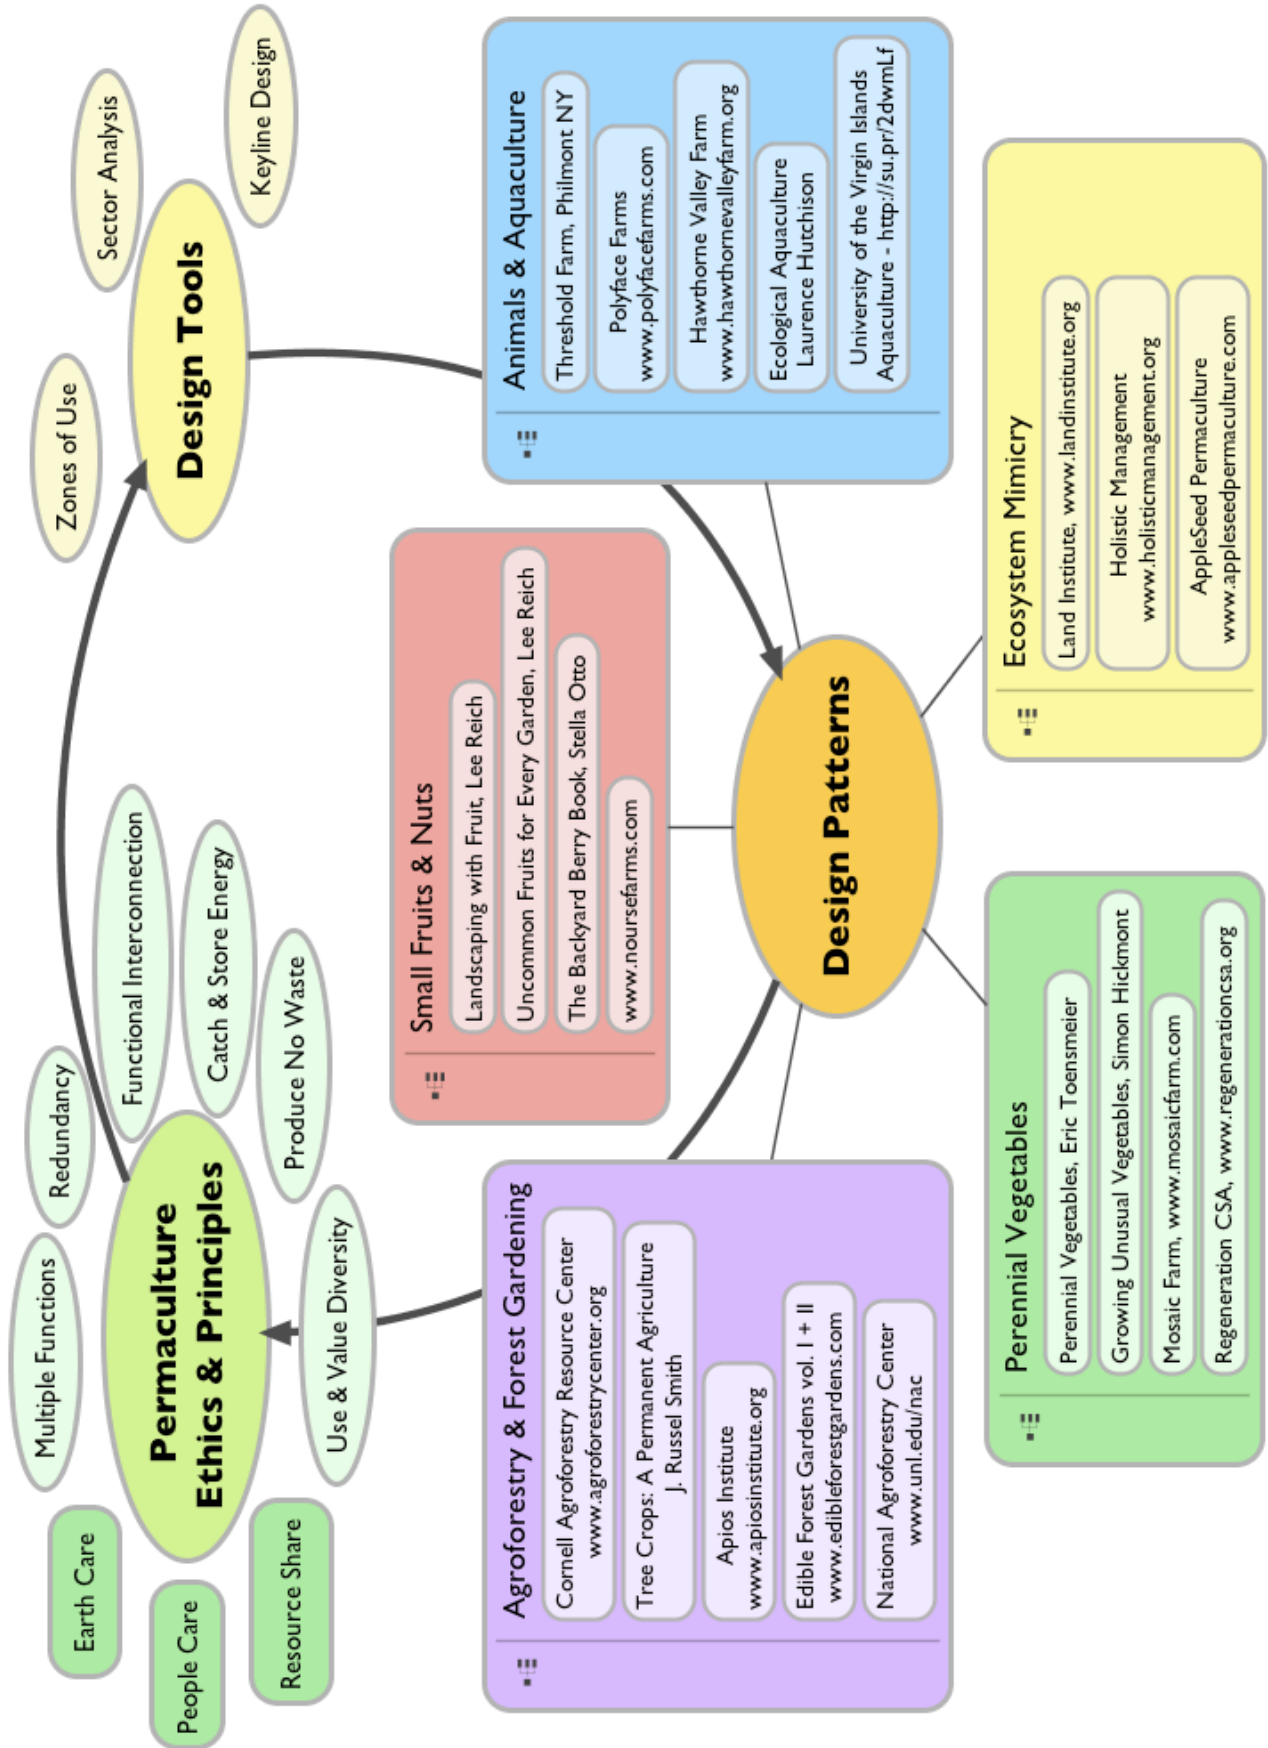 Earth Care
People Care
Resource Share
Multiple Functions
Redundancy
Functional Interconnection
Catch & Store Energy
Produce No Waste
Use & Value Diversity
Permaculture
Ethics & Principles
Zones of Use
Sector Analysis
Keyline Design
Design Tools
Agroforestry & Forest Gardening
Cornell Agroforestry Resource Center
www.agroforestrycenter.org
Tree Crops: A Permanent Agriculture
J. Russel Smith
Apios Institute
www.apiosinstitute.org
Edible Forest Gardens vol. I + II
www.edibleforestgardens.com
National Agroforestry Center
www.unl.edu/nac
Small Fruits & Nuts
Landscaping with Fruit, Lee Reich
Uncommon Fruits for Every Garden, Lee Reich
The Backyard Berry Book, Stella Otto
www.noursefarms.com
Animals & Aquaculture
Threshold Farm, Philmont NY
Polyface Farms
www.polyfacefarms.com
Hawthorne Valley Farm
www.hawthornevalleyfarm.org
Ecological Aquaculture
Laurence Hutchison
University of the Virgin Islands
Aquaculture - http://su.pr/2dwmLf
Design Patterns
Perennial Vegetables
Perennial Vegetables, Eric Toensmeier
Growing Unusual Vegetables, Simon Hickmont
Mosaic Farm, www.mosaicfarm.com
Regeneration CSA, www.regenerationcsa.org
Ecosystem Mimicry
Land Institute, www.landinstitute.org
Holistic Management
www.holisticmanagement.org
AppleSeed Permaculture
www.appleseedpermaculture.com